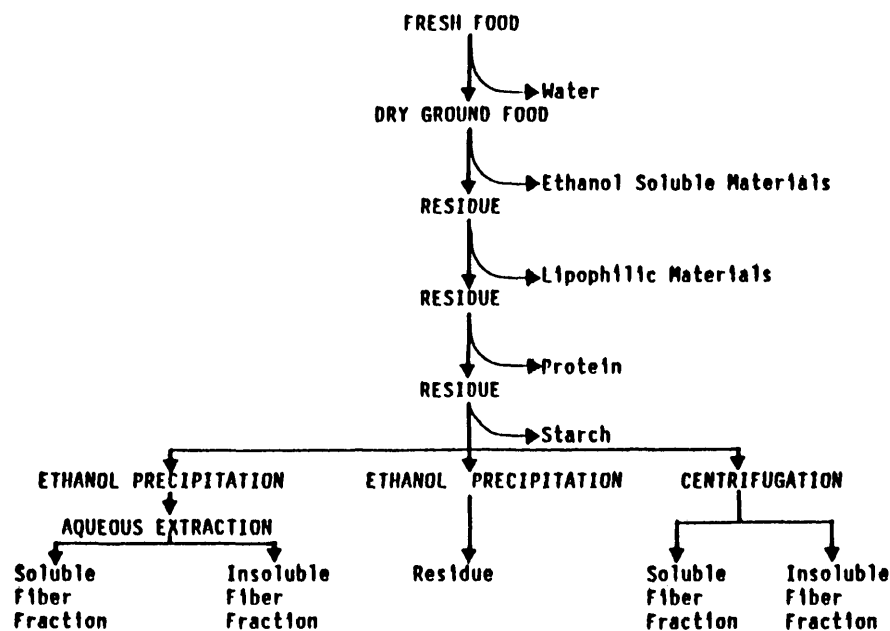 FRESH FOOD
Water
DRY GROUND FOOD
Ethanol Soluble Materials
RESIDUE
Lipophilic Materials
RESIDUE
Protein
RESIDUE
Starch
ETHANOL PRECIPITATION
ETHANOL PRECIPITATION
CENTRIFUGATION
AQUEOUS EXTRACTION
Soluble
Fiber
Fraction
Insoluble
Fiber
Fraction
Residue
Soluble
Fiber
Fraction
Insoluble
Fiber
Fraction